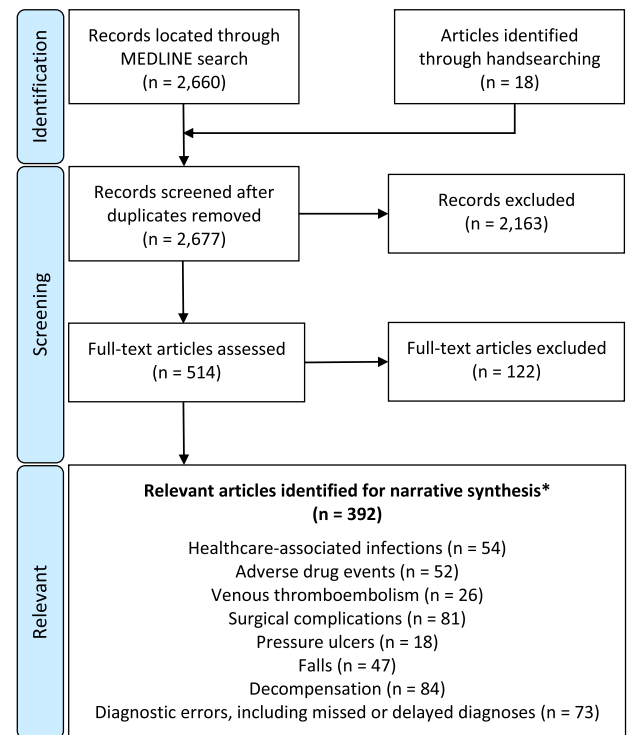 Identification
Records located through
MEDLINE search
(n = 2,660)
Articles identified
through handsearching
(n = 18)
Screening
Records screened after
duplicates removed
(n = 2,677)
Records excluded
(n = 2,163)
Full-text articles assessed
(n = 514)
Full-text articles excluded
(n = 122)
Relevant
Relevant articles identified for narrative synthesis*
(n = 392)
Healthcare-associated infections (n = 54)
Adverse drug events (n = 52)
Venous thromboembolism (n = 26)
Surgical complications (n = 81)
Pressure ulcers (n = 18)
Falls (n = 47)
Decompensation (n = 84)
Diagnostic errors, including missed or delayed diagnoses (n = 73)